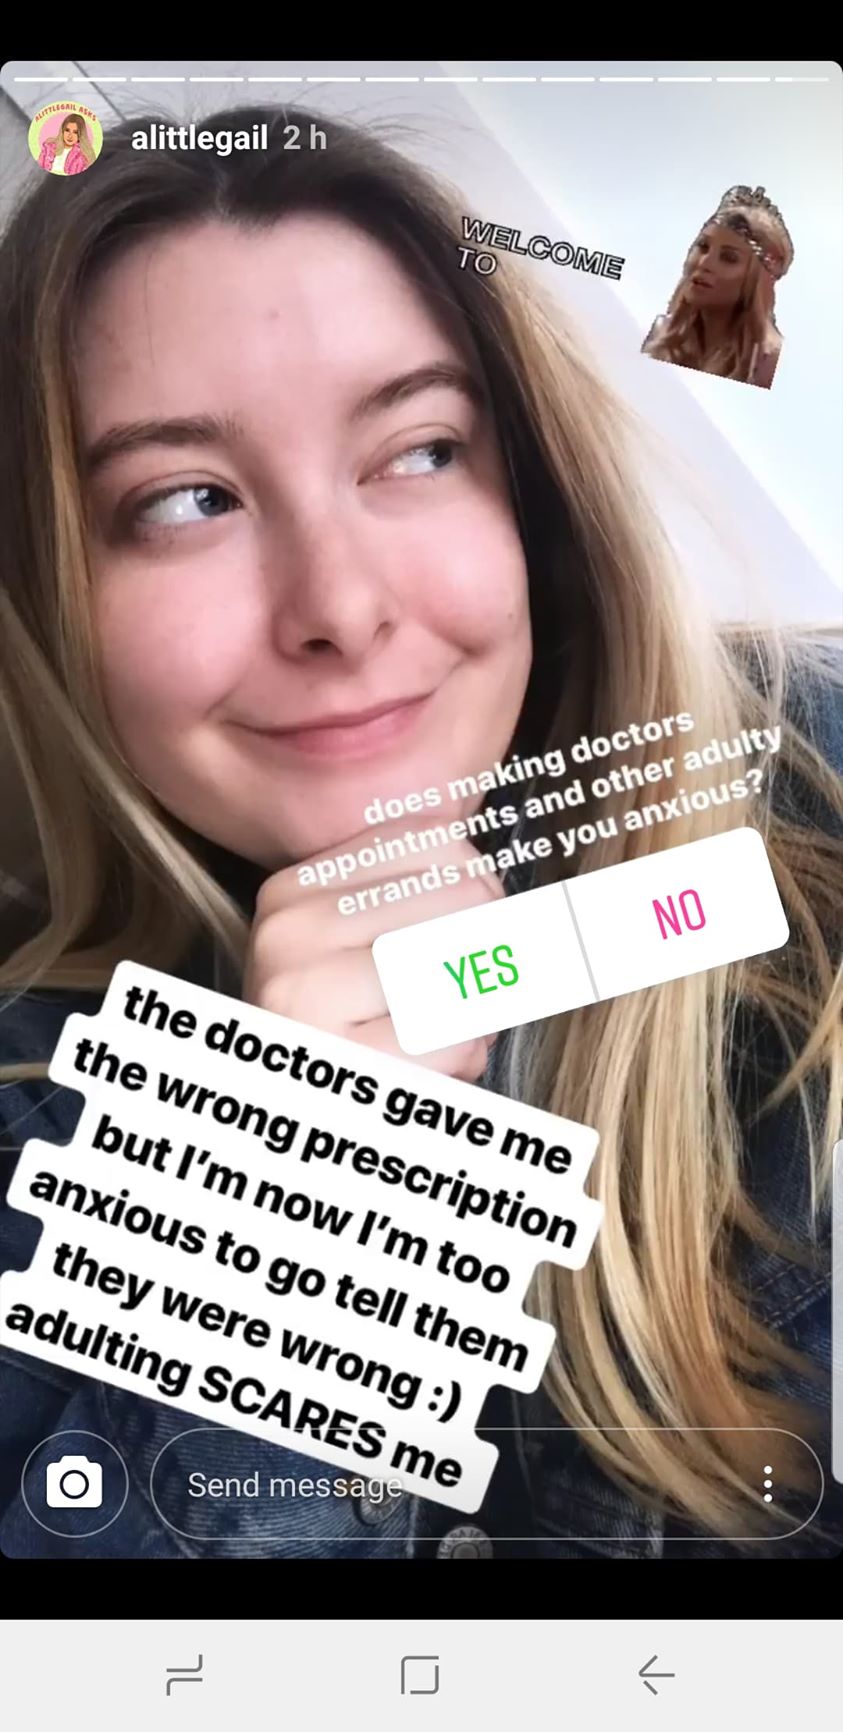 ALITTLEGAIL ASKS
alittlegail 2 h
WELCOME
TO
does making doctors
appointments and other adulty
errands make you anxious?
YES NO
the doctors gave me
the wrong prescription
but I'm now I'm too
anxious to go tell them
they were wrong :)
adulting SCARES me
Send message